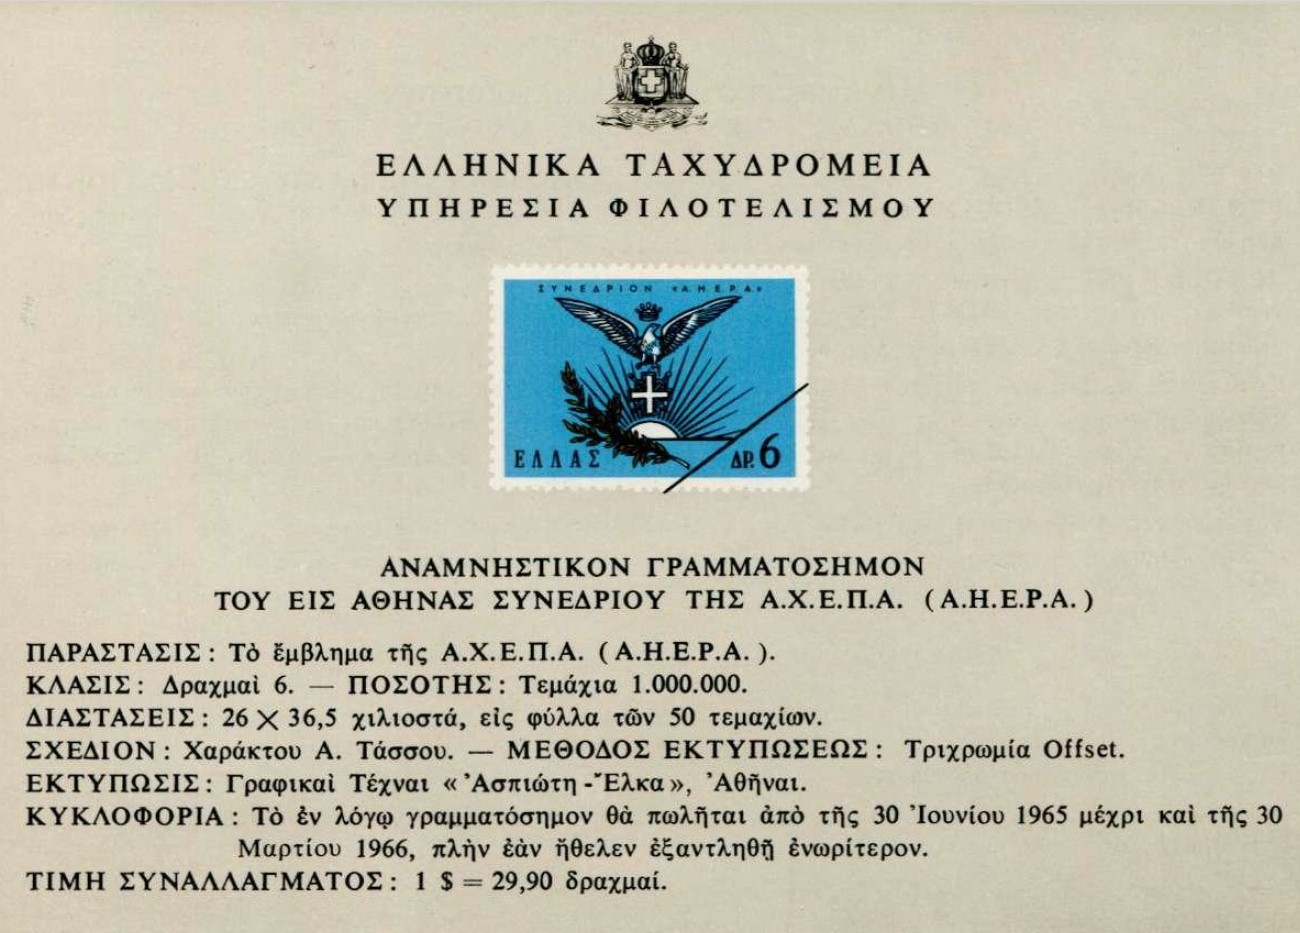 ΕΛΛΗΝΙΚΑ ΤΑΧΥΔΡΟΜΕΙΑ
ΥΠΗΡΕΣΙΑ ΦΙΛΟΤΕΛΙΣΜΟΥ
ΣΥΝΕΔΡΙΟΝ «A.H.E.P.A»
ΕΛΛΑΣ
ΔΡ. 6
ΑΝΑΜΝΗΣΤΙΚΟΝ ΓΡΑΜΜΑΤΟΣΗΜΟΝ
ΤΟΥ ΕΙΣ ΑΘΗΝΑΣ ΣΥΝΕΔΡΙΟΥ ΤΗΣ Α.Χ.Ε.Π.Α. ( A.H.E.P.A. )
ΠΑΡΑΣΤΑΣΙΣ : Τὸ ἔμβλημα τῆς Α.Χ.Ε.Π.Α. ( A.H.E.P.A. ).
ΚΛΑΣΙΣ : Δραχμαὶ 6. — ΠΟΣΟΤΗΣ : Τεμάχια 1.000.000.
ΔΙΑΣΤΑΣΕΙΣ : 26 × 36,5 χιλιοστά, εἰς φύλλα τῶν 50 τεμαχίων.
ΣΧΕΔΙΟΝ : Χαράκτου Α. Τάσσου. — ΜΕΘΟΔΟΣ ΕΚΤΥΠΩΣΕΩΣ : Τριχρωμία Offset.
ΕΚΤΥΠΩΣΙΣ : Γραφικαὶ Τέχναι « Ἀσπιώτη - Ἕλκα », Ἀθῆναι.
ΚΥΚΛΟΦΟΡΙΑ : Τὸ ἐν λόγῳ γραμματόσημον θὰ πωλῆται ἀπὸ τῆς 30 Ἰουνίου 1965 μέχρι καὶ τῆς 30
Μαρτίου 1966, πλὴν ἐὰν ἤθελεν ἐξαντληθῇ ἐνωρίτερον.
ΤΙΜΗ ΣΥΝΑΛΛΑΓΜΑΤΟΣ : 1 $ = 29,90 δραχμαί.